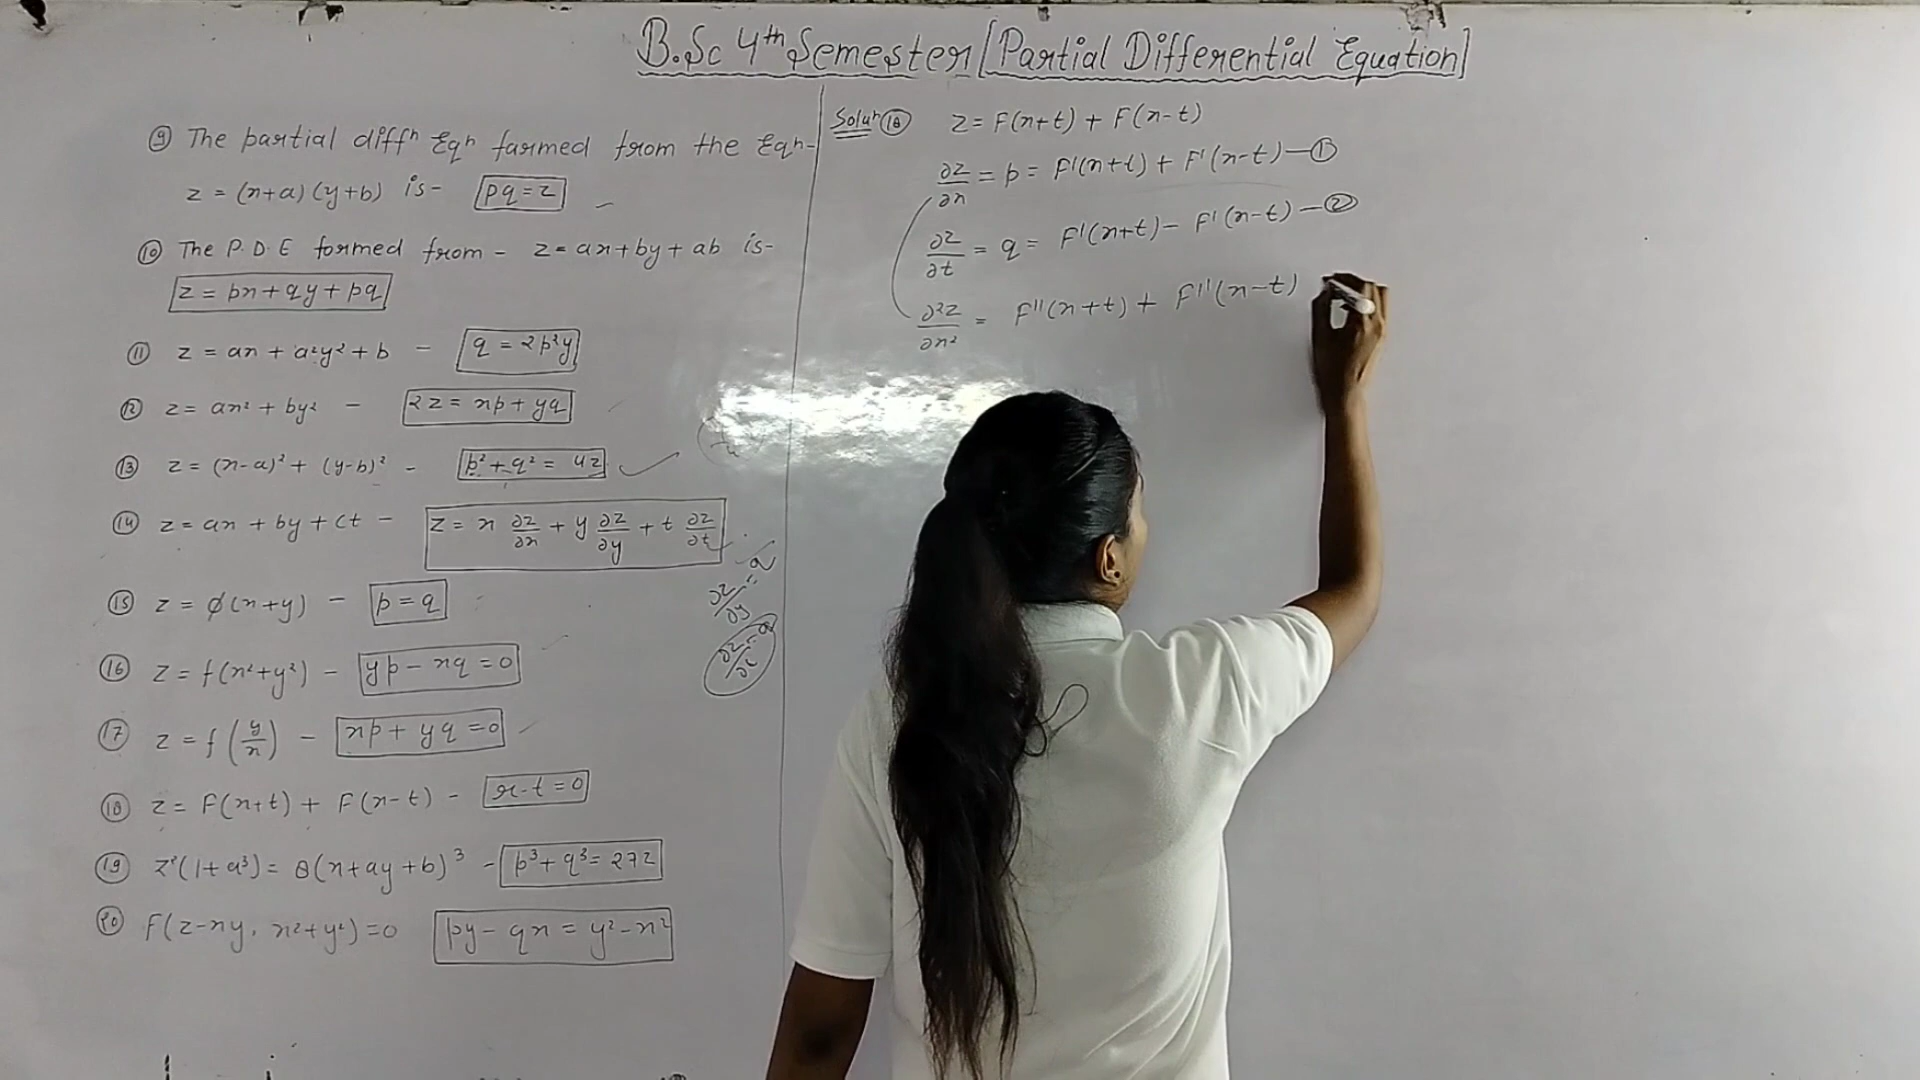 B.Sc 4th Semester [Partial Differential Equation]
⑨ The partial diffn Eqn farmed from the Eqn-
z = (x+a)(y+b) is- pq = z
⑩ The P.D.E formed from - z = ax+by+ab is-
z = px+qy+pq
⑪ z = ax + a²y² + b - q = 2p²y
⑫ z = ax² + by² - 2z = xp + yq
⑬ z = (x-a)² + (y-b)² - p² + q² = 4z
⑭ z = ax + by + ct - z = x ∂z/∂x + y ∂z/∂y + t ∂z/∂t
⑮ z = φ(x+y) - p = q
⑯ z = f(x²+y²) - yp - xq = 0
⑰ z = f(y/x) - xp + yq = 0
⑱ z = F(x+t) + F(x-t) - r-t = 0
⑲ z²(1+a³) = 8(x+ay+b)³ - p³+q³ = 27z
⑳ F(z-xy, x²+y²) = 0 py - qx = y²-x²
∂z/∂y = q
∂z/∂t = q
Solun ⑱ z = F(x+t) + F(x-t)
∂z/∂x = p = F'(x+t) + F'(x-t) — ①
∂z/∂t = q = F'(x+t) - F'(x-t) — ②
∂²z/∂x² = F''(x+t) + F''(x-t)